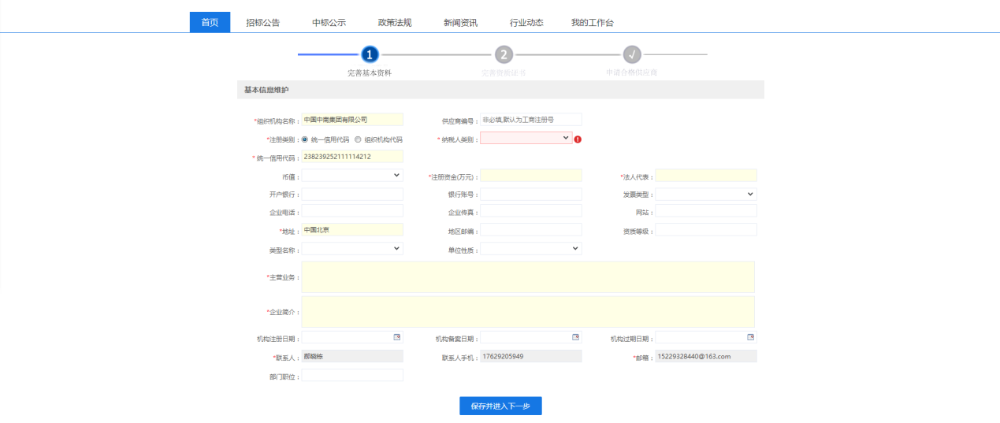 首页 招标公告 中标公示 政策法规 新闻资讯 行业动态 我的工作台
1 2
完善基本资料 完善资质证书 申请合格供应商
基本信息维护
*组织机构名称： 中国中南集团有限公司 供应商编号： 非必填,默认为工商注册号
*注册类别： 统一信用代码 组织机构代码 *纳税人类别：
*统一信用代码： 238239252111114212
币值： *注册资金(万元)： *法人代表：
开户银行： 银行账号： 发票类型：
企业电话： 企业传真： 网站：
*地址： 中国北京 地区邮编： 资质等级：
类型名称： 单位性质：
*主营业务：
*企业简介：
机构注册日期： 机构备案日期： 机构过期日期：
*联系人： 郝晓栋 联系人手机： 17629205949 *邮箱： 15229328440@163.com
部门职位：
保存并进入下一步